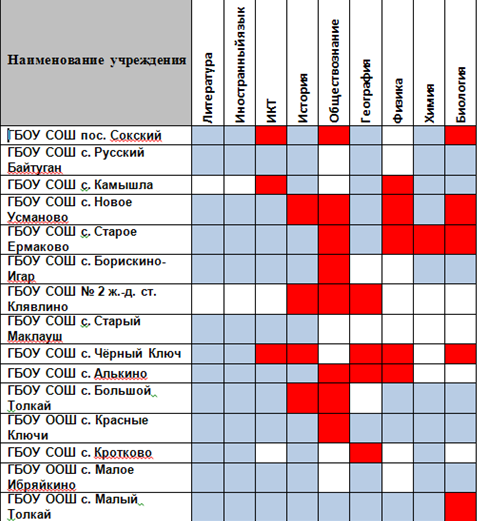 Наименование учреждения
Литература
Иностранныйязык
ИКТ
История
Обществознание
География
Физика
Химия
Биология
ГБОУ СОШ пос. Сокский
ГБОУ СОШ с. Русский
Байтуган
ГБОУ СОШ с. Камышла
ГБОУ СОШ с. Новое
Усманово
ГБОУ СОШ с. Старое
Ермаково
ГБОУ СОШ с. Борискино-
Игар
ГБОУ СОШ № 2 ж.-д. ст.
Клявлино
ГБОУ СОШ с. Старый
Маклауш
ГБОУ СОШ с. Чёрный Ключ
ГБОУ СОШ с. Алькино
ГБОУ СОШ с. Большой
Толкай
ГБОУ ООШ с. Красные
Ключи
ГБОУ СОШ с. Кротково
ГБОУ ООШ с. Малое
Ибряйкино
ГБОУ ООШ с. Малый
Толкай